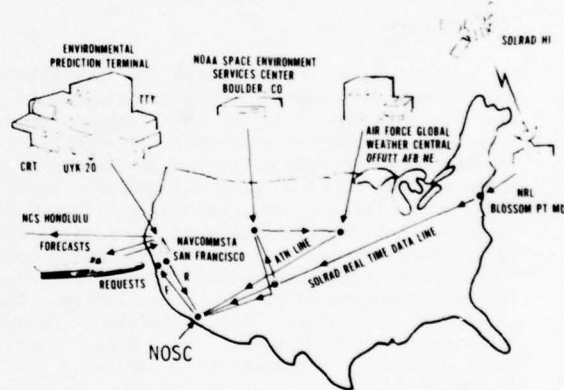 ENVIRONMENTAL
PREDICTION TERMINAL
TTY
CRT
UYK 20
NOAA SPACE ENVIRONMENT
SERVICES CENTER
BOULDER, CO
SOLRAD HI
AIR FORCE GLOBAL
WEATHER CENTRAL
OFFUTT AFB NE.
NRL
BLOSSOM PT MD
NCS HONOLULU
FORECASTS
NAVCOMMSTA
SAN FRANCISCO
REQUESTS
F
R
ATN LINE
SOLRAD REAL TIME DATA LINE
NOSC